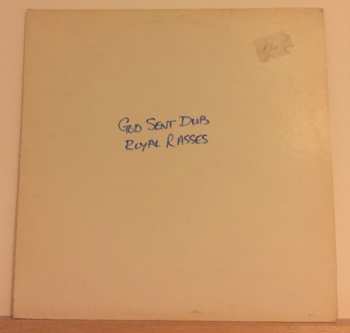 GOD SENT DUB
ROYAL RASSES